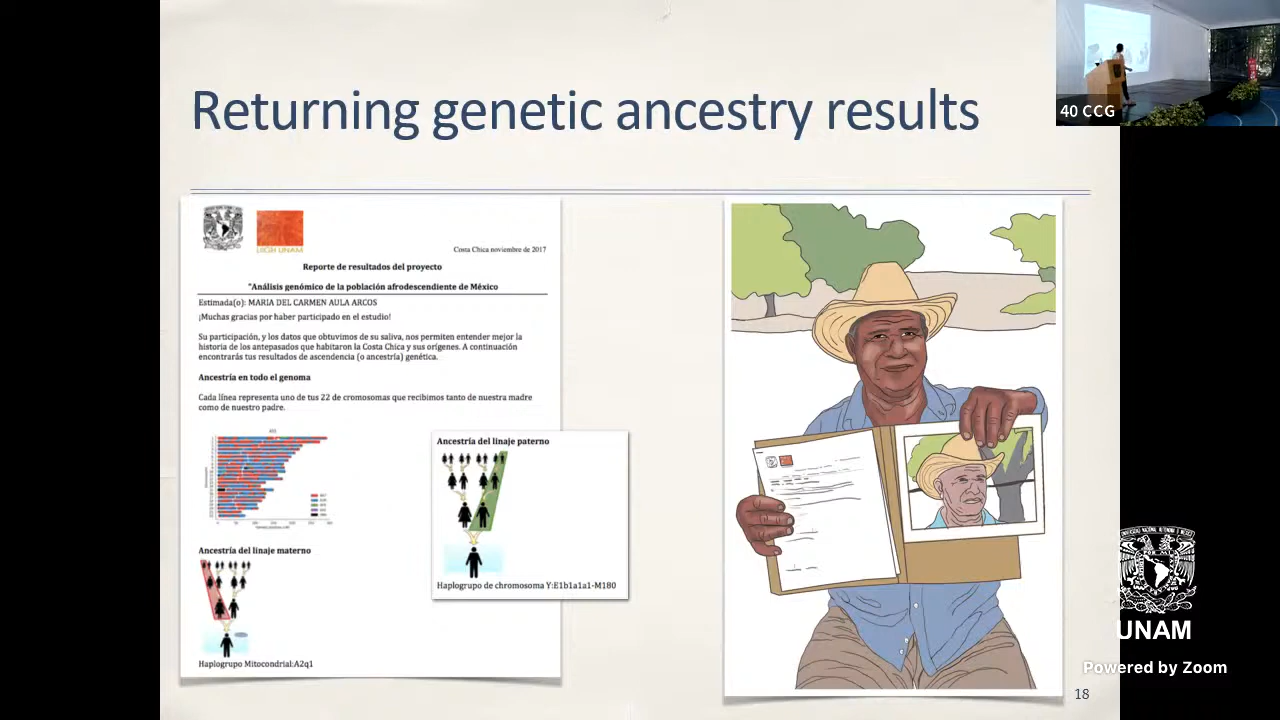 Returning genetic ancestry results
40 CCG
LIIGH UNAM
Costa Chica noviembre de 2017
Reporte de resultados del proyecto
"Análisis genómico de la población afrodescendiente de México
Estimada(o): MARIA DEL CARMEN AULA ARCOS
¡Muchas gracias por haber participado en el estudio!
Su participación, y los datos que obtuvimos de su saliva, nos permiten entender mejor la
historia de los antepasados que habitaron la Costa Chica y sus orígenes. A continuación
encontrarás tus resultados de ascendencia (o ancestría) genética.
Ancestría en todo el genoma
Cada línea representa uno de tus 22 de cromosomas que recibimos tanto de nuestra madre
como de nuestro padre.
Ancestría del linaje paterno
Haplogrupo de chromosoma Y:E1b1a1a1-M180
Ancestría del linaje materno
Haplogrupo Mitocondrial:A2q1
UNAM
Powered by Zoom
18